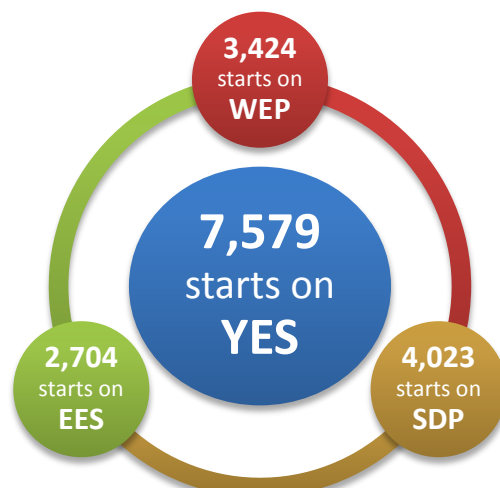 3,424
starts on
WEP
7,579
starts on
YES
2,704
starts on
EES
4,023
starts on
SDP